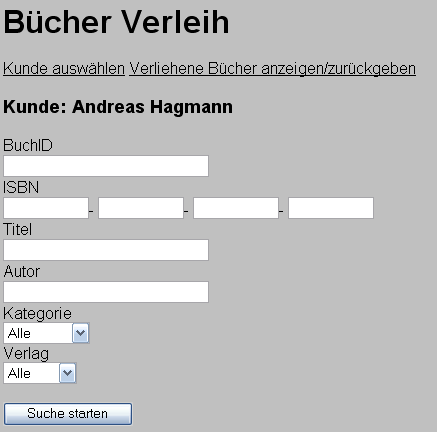 Bücher Verleih
Kunde auswählen Verliehene Bücher anzeigen/zurückgeben
Kunde: Andreas Hagmann
BuchID
ISBN
- - -
Titel
Autor
Kategorie
Alle
Verlag
Alle
Suche starten